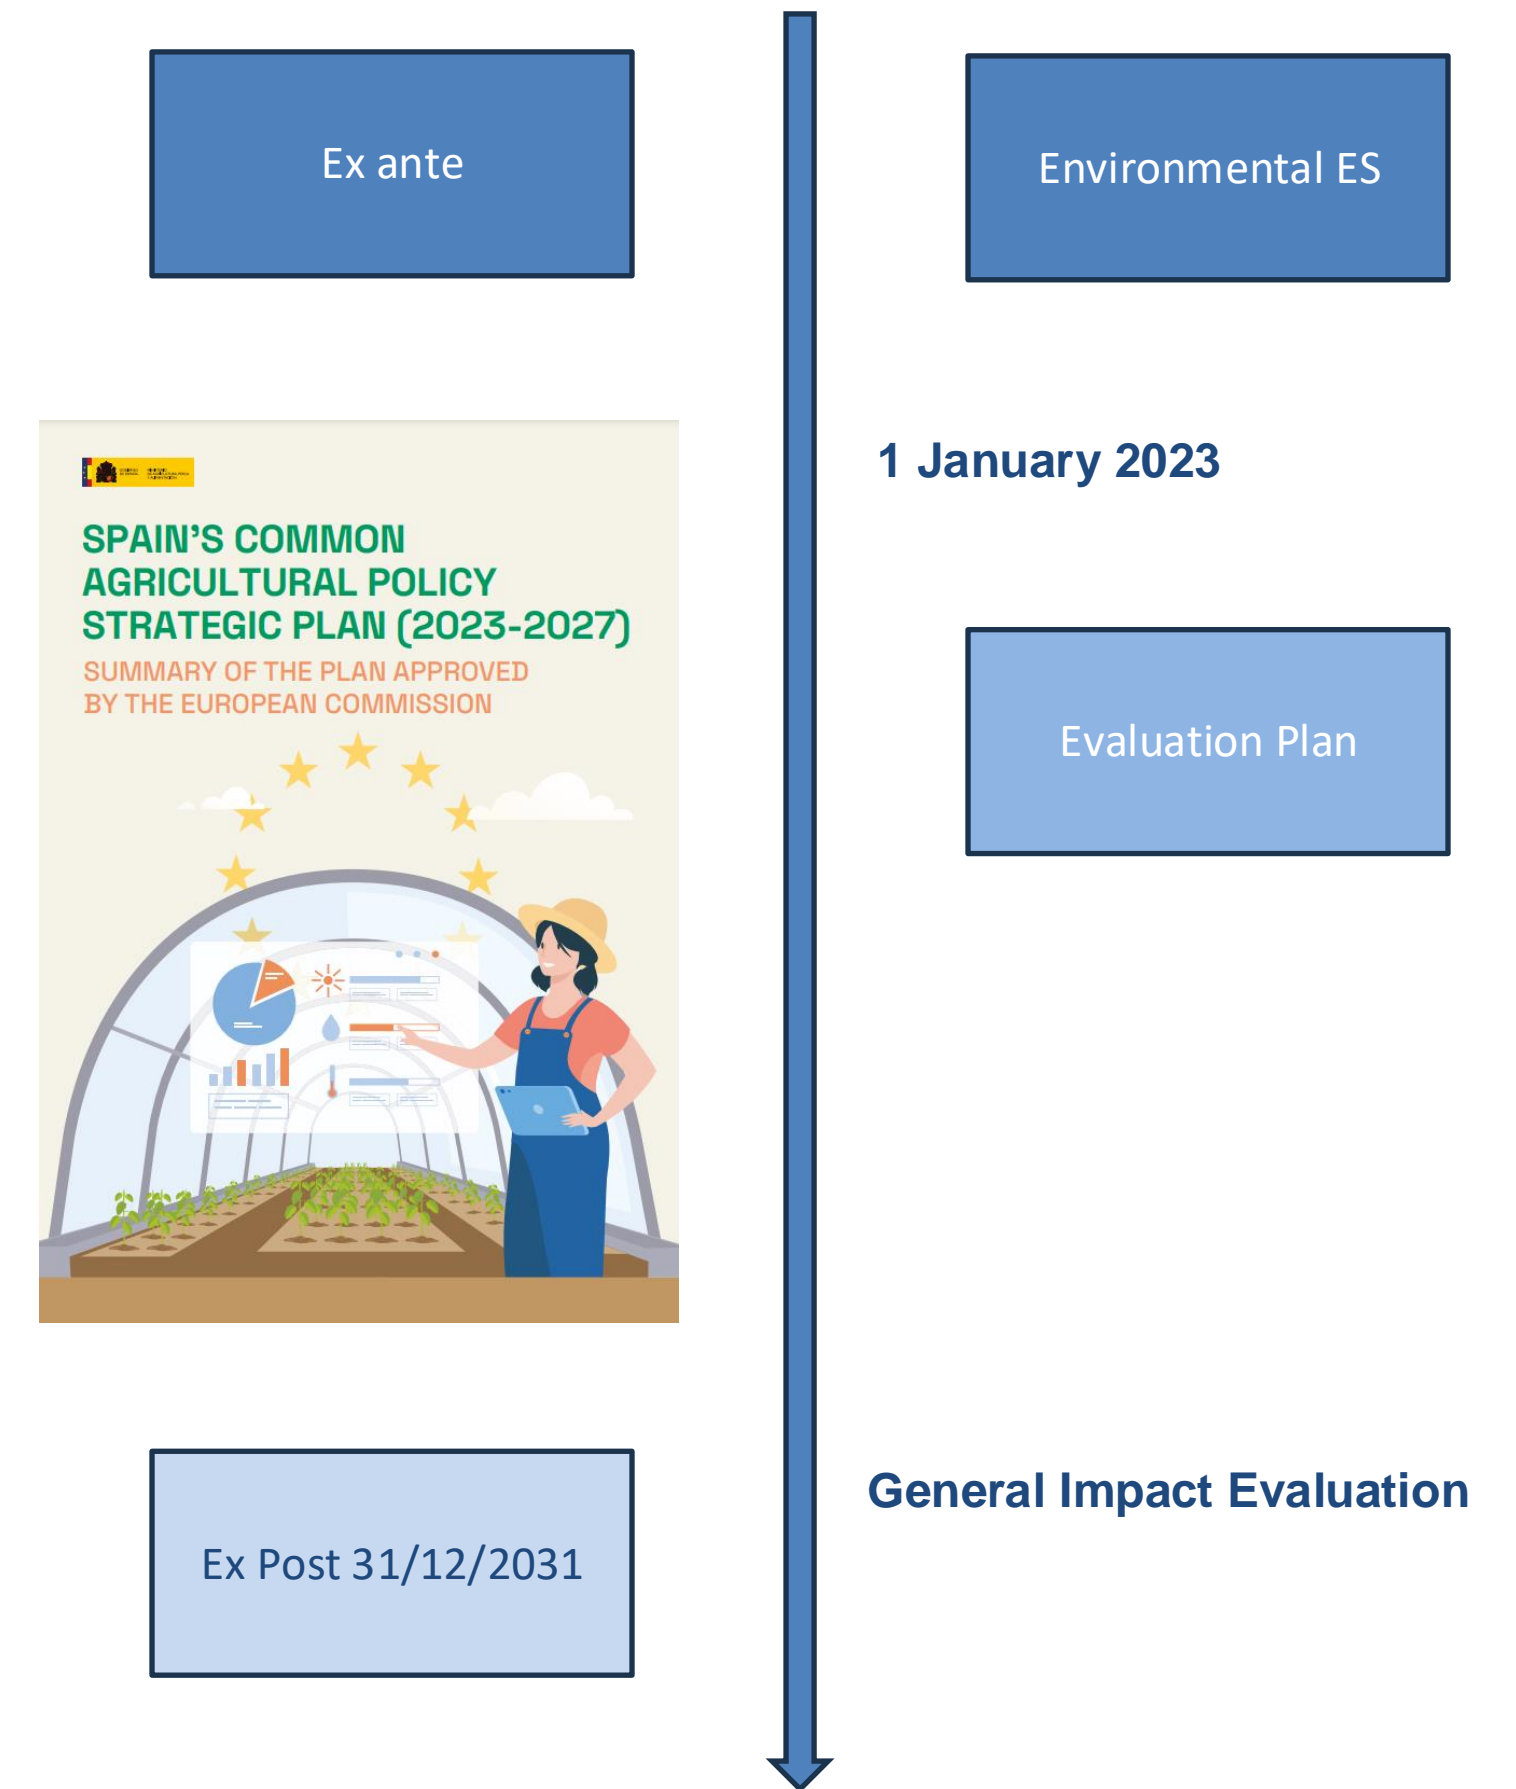 Ex ante
Environmental ES
1 January 2023
SPAIN'S COMMON
AGRICULTURAL POLICY
STRATEGIC PLAN (2023-2027)
SUMMARY OF THE PLAN APPROVED
BY THE EUROPEAN COMMISSION
Evaluation Plan
General Impact Evaluation
Ex Post 31/12/2031